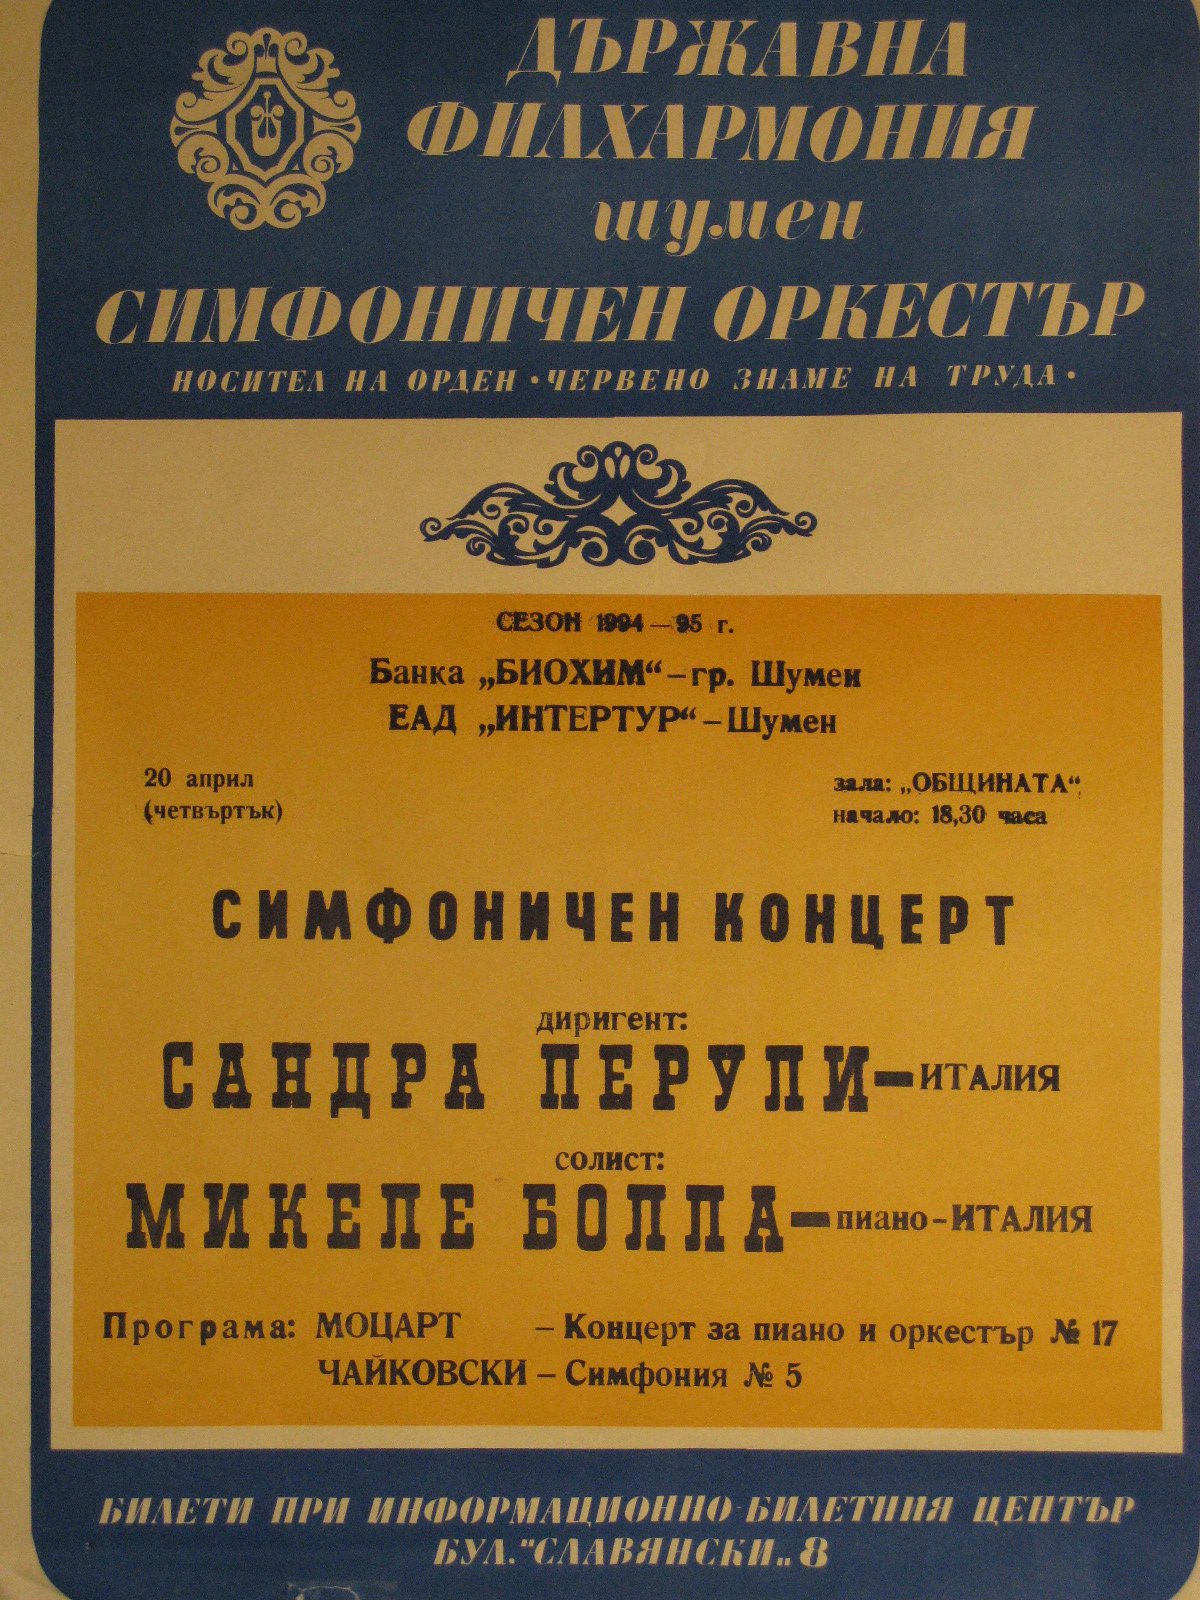 ДЪРЖАВНА
ФИЛХАРМОНИЯ
шумен
СИМФОНИЧЕН ОРКЕСТЪР
НОСИТЕЛ НА ОРДЕН • ЧЕРВЕНО ЗНАМЕ НА ТРУДА •
СЕЗОН 1994 — 95 г.
Банка „БИОХИМ“ – гр. Шумен
ЕАД „ИНТЕРТУР“ – Шумен
20 април
(четвъртък)
зала: „ОБЩИНАТА“
начало: 18,30 часа
СИМФОНИЧЕН КОНЦЕРТ
диригент:
САНДРА ПЕРУЛИ — ИТАЛИЯ
солист:
МИКЕЛЕ БОЛЛА — пиано - ИТАЛИЯ
Програма: МОЦАРТ – Концерт за пиано и оркестър № 17
ЧАЙКОВСКИ – Симфония № 5
БИЛЕТИ ПРИ ИНФОРМАЦИОННО-БИЛЕТНИЯ ЦЕНТЪР
БУЛ. "СЛАВЯНСКИ„ 8